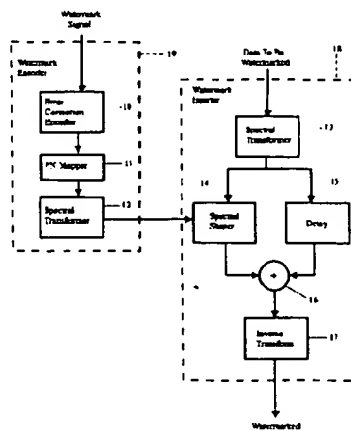 Watermark
Signal
19
Watermark
Encoder
Error
Correction
Encoder
10
PN Mapper
11
Spectral
Transformer
12
Data To Be
Watermarked
18
Watermark
Inserter
Spectral
Transformer
13
14
Spectral
Shaper
15
Delay
+
16
Inverse
Transform
17
Watermarked